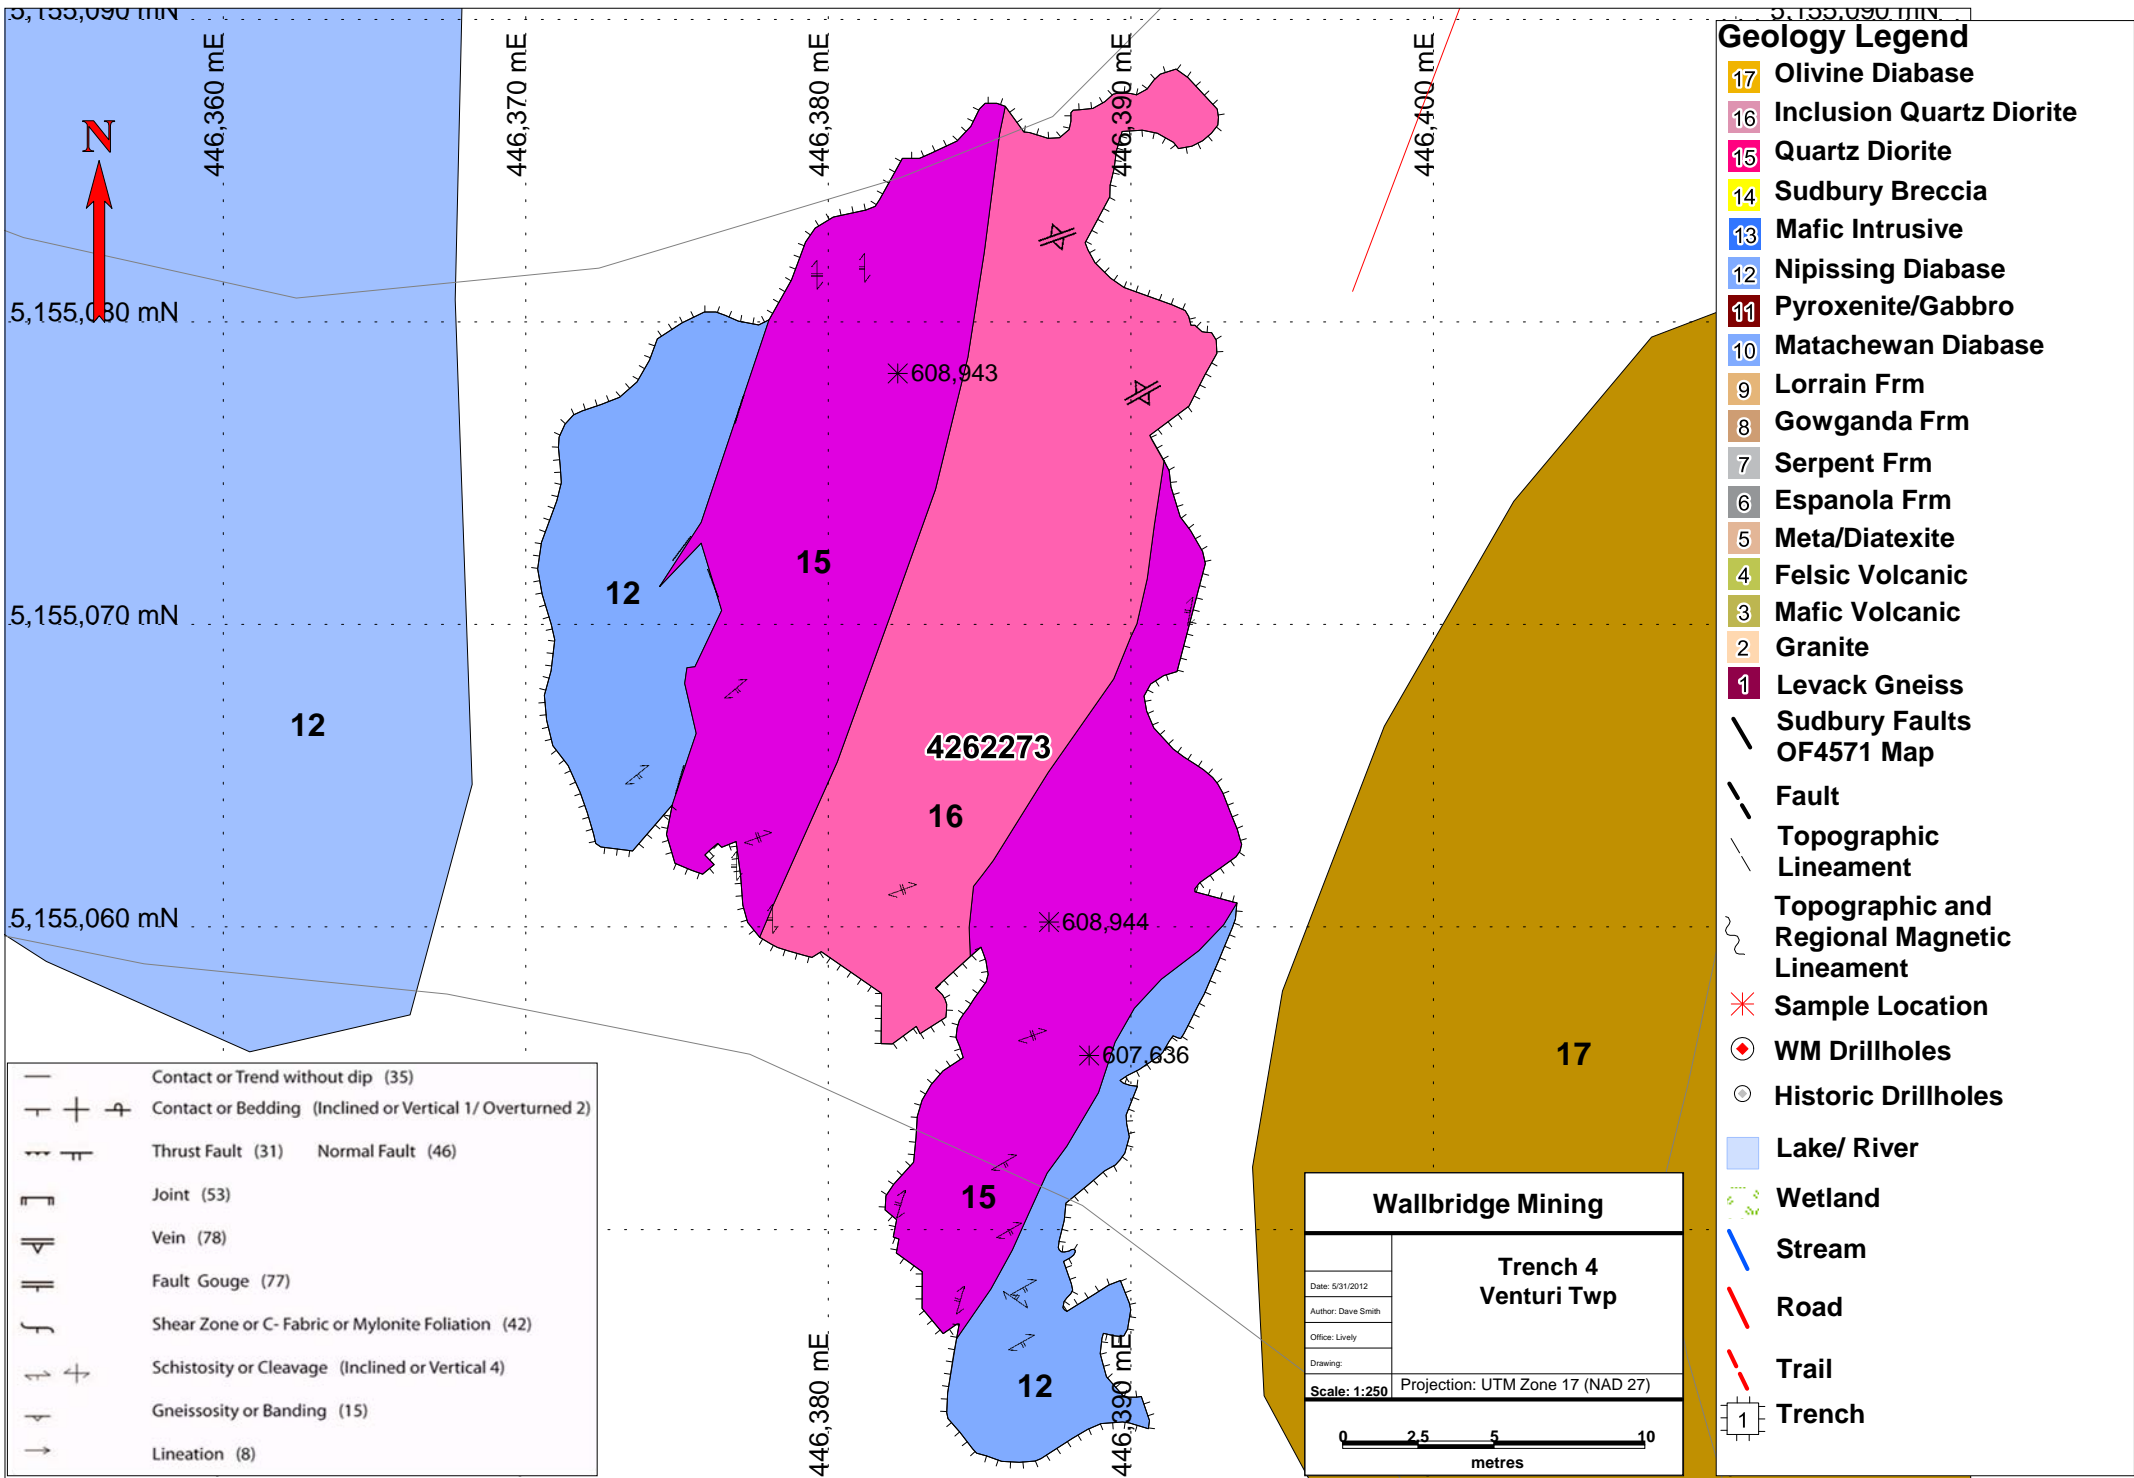 5,155,090 mN
5,155,090 mN
446,360 mE
446,370 mE
446,380 mE
446,390 mE
446,400 mE
N
5,155,080 mN
608,943
15
12
5,155,070 mN
12
4262273
16
5,155,060 mN
608,944
607,636
17
15
12
446,380 mE
446,390 mE
Geology Legend
17 Olivine Diabase
16 Inclusion Quartz Diorite
15 Quartz Diorite
14 Sudbury Breccia
13 Mafic Intrusive
12 Nipissing Diabase
11 Pyroxenite/Gabbro
10 Matachewan Diabase
9 Lorrain Frm
8 Gowganda Frm
7 Serpent Frm
6 Espanola Frm
5 Meta/Diatexite
4 Felsic Volcanic
3 Mafic Volcanic
2 Granite
1 Levack Gneiss
Sudbury Faults
OF4571 Map
Fault
Topographic
Lineament
Topographic and
Regional Magnetic
Lineament
Sample Location
WM Drillholes
Historic Drillholes
Lake/ River
Wetland
Stream
Road
Trail
1 Trench
Contact or Trend without dip (35)
Contact or Bedding (Inclined or Vertical 1/ Overturned 2)
Thrust Fault (31) Normal Fault (46)
Joint (53)
Vein (78)
Fault Gouge (77)
Shear Zone or C- Fabric or Mylonite Foliation (42)
Schistosity or Cleavage (Inclined or Vertical 4)
Gneissosity or Banding (15)
Lineation (8)
Wallbridge Mining
Trench 4
Venturi Twp
Date: 5/31/2012
Author: Dave Smith
Office: Lively
Drawing:
Scale: 1:250 Projection: UTM Zone 17 (NAD 27)
0 2.5 5 10
metres